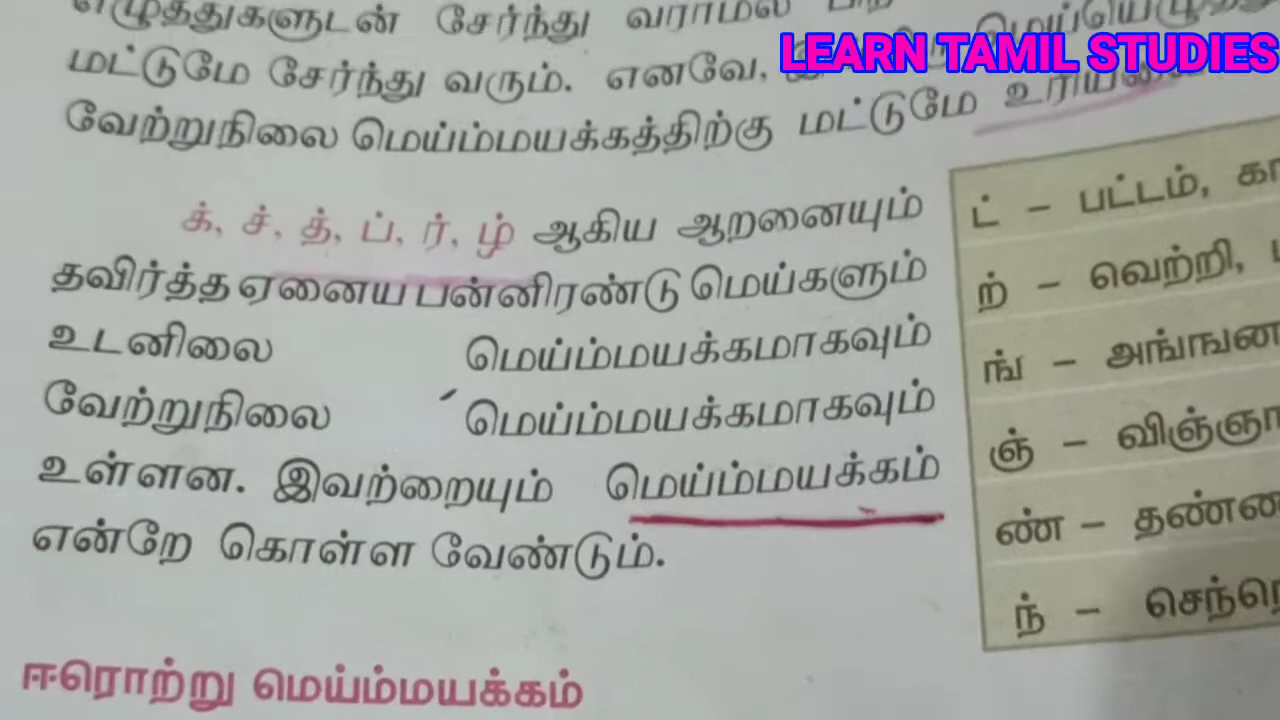 எழுத்துகளுடன் சேர்ந்து வராமல்
LEARN TAMIL STUDIES
மட்டுமே சேர்ந்து வரும். எனவே,
வேற்றுநிலை மெய்ம்மயக்கத்திற்கு மட்டுமே
க், ச், த், ப், ர், ழ் ஆகிய ஆறனையும்
தவிர்த்த ஏனைய பன்னிரண்டு மெய்களும்
உடனிலை மெய்ம்மயக்கமாகவும்
வேற்றுநிலை மெய்ம்மயக்கமாகவும்
உள்ளன. இவற்றையும் மெய்ம்மயக்கம்
என்றே கொள்ள வேண்டும்.
ஈரொற்று மெய்ம்மயக்கம்
ட் – பட்டம்,
ற் – வெற்றி,
ங் –
ஞ் –
ண் –
ந் –